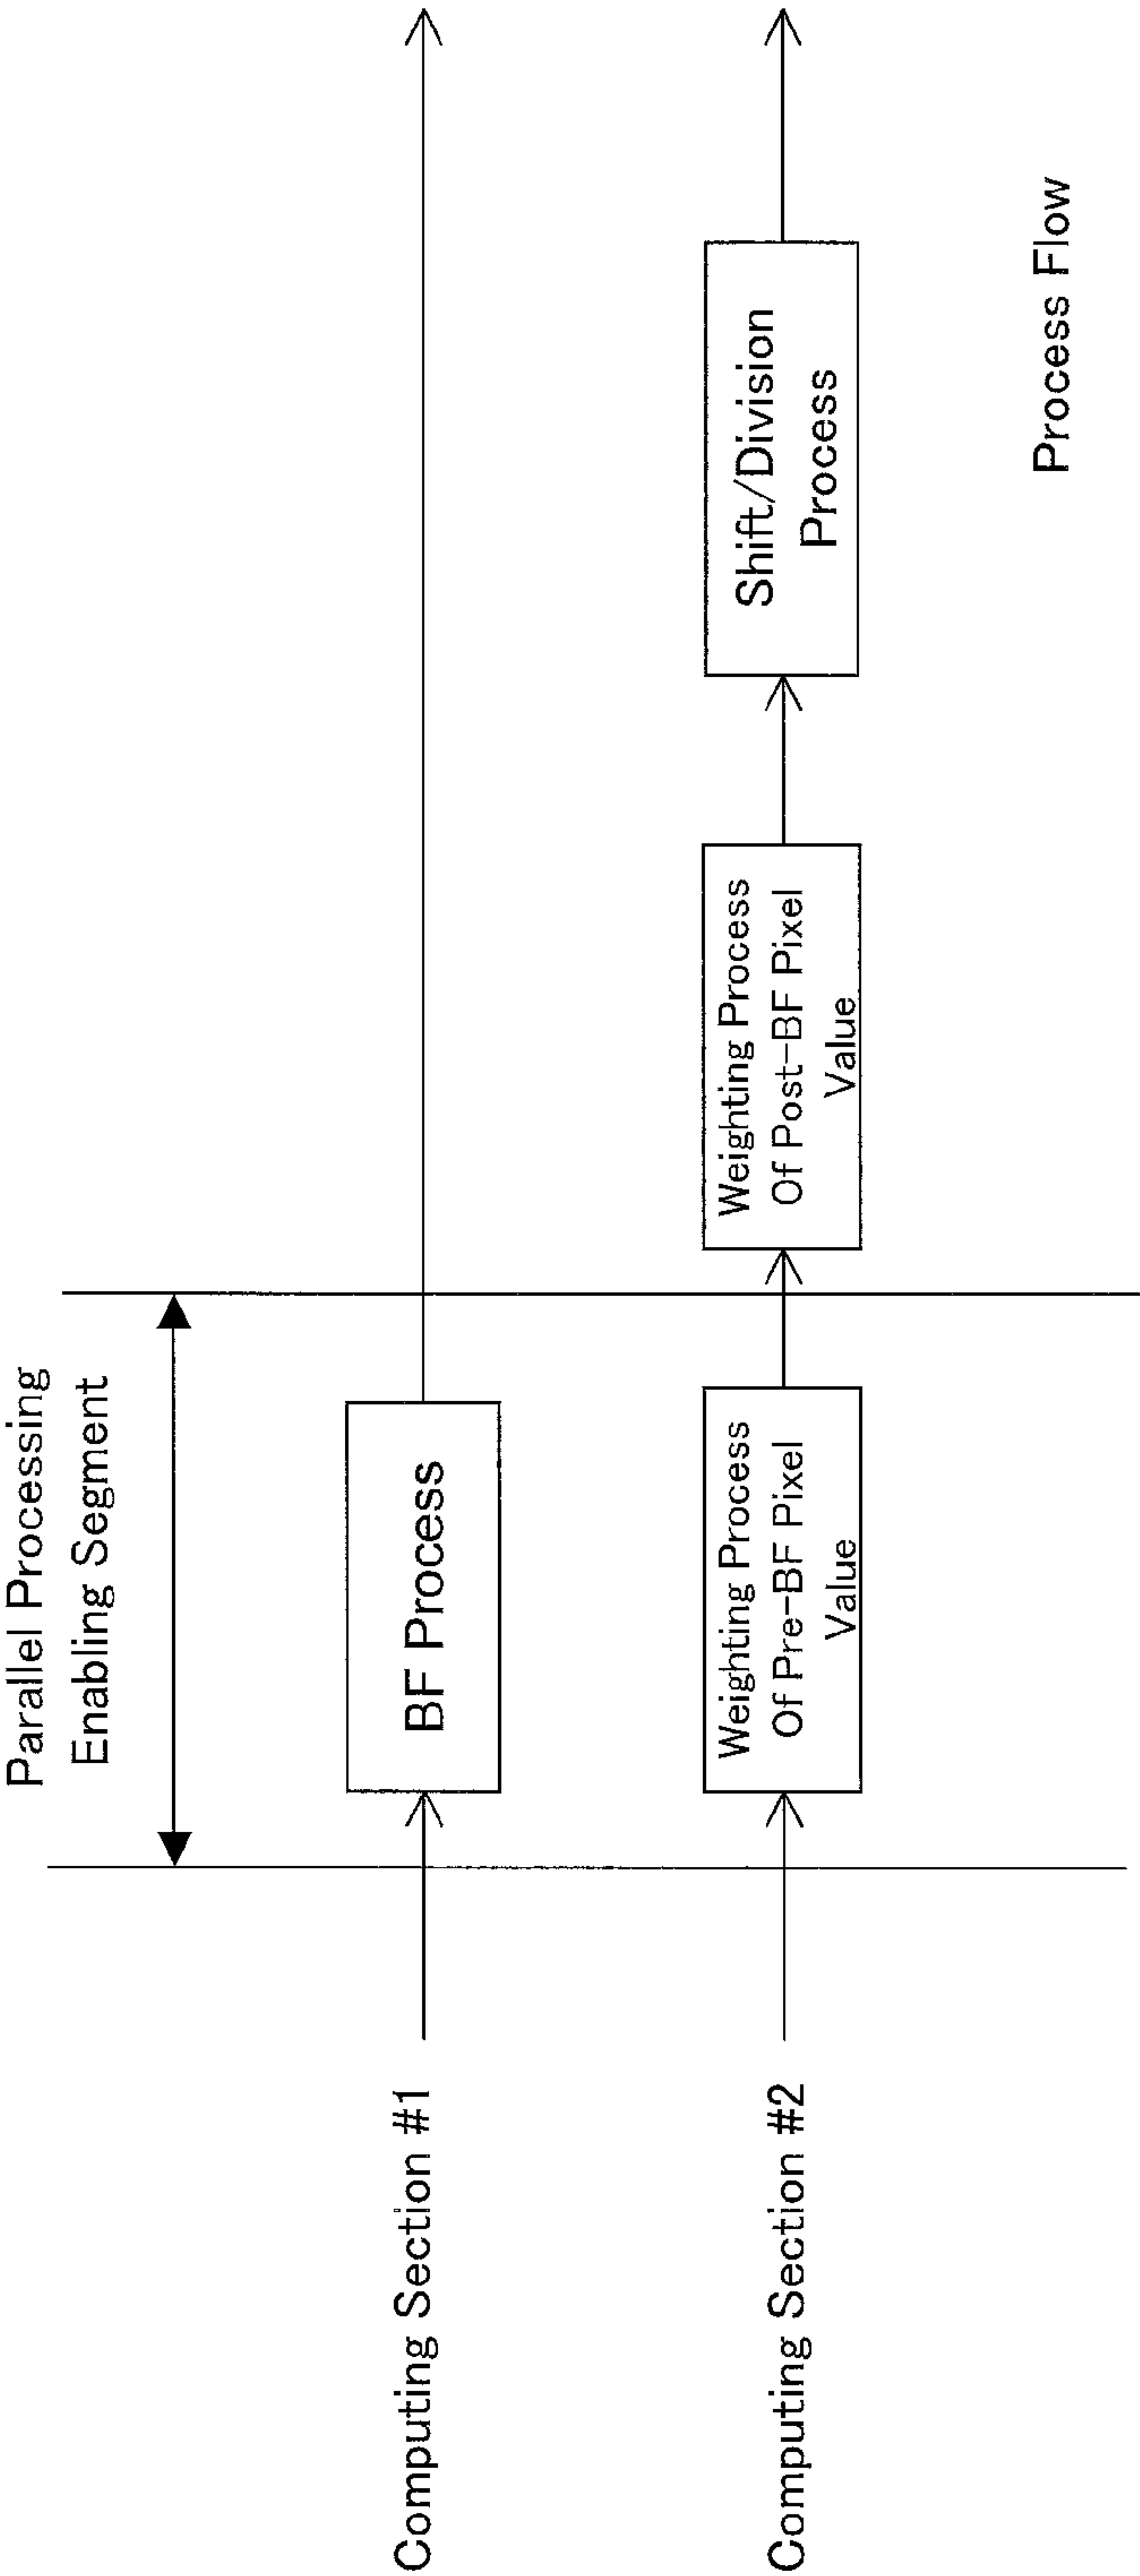 Parallel Processing
Enabling Segment
Computing Section #1
BF Process
Computing Section #2
Weighting Process
Of Pre-BF Pixel
Value
Weighting Process
Of Post-BF Pixel
Value
Shift/Division
Process
Process Flow